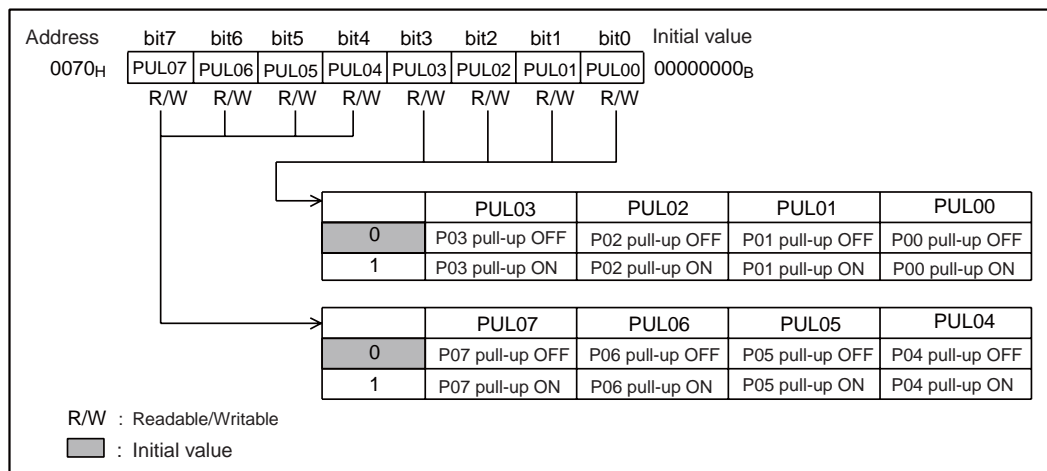 Address bit7 bit6 bit5 bit4 bit3 bit2 bit1 bit0 Initial value
0070H PUL07 PUL06 PUL05 PUL04 PUL03 PUL02 PUL01 PUL00 00000000B
R/W R/W R/W R/W R/W R/W R/W R/W
PUL03 PUL02 PUL01 PUL00
0 P03 pull-up OFF P02 pull-up OFF P01 pull-up OFF P00 pull-up OFF
1 P03 pull-up ON P02 pull-up ON P01 pull-up ON P00 pull-up ON
PUL07 PUL06 PUL05 PUL04
0 P07 pull-up OFF P06 pull-up OFF P05 pull-up OFF P04 pull-up OFF
1 P07 pull-up ON P06 pull-up ON P05 pull-up ON P04 pull-up ON
R/W : Readable/Writable
: Initial value